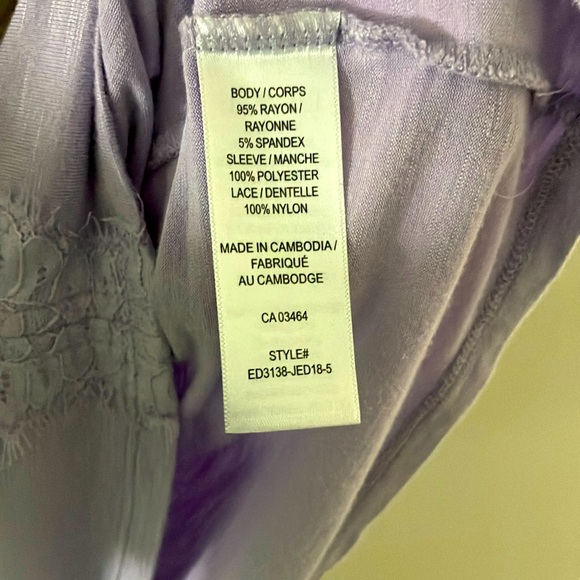 BODY / CORPS
95% RAYON /
RAYONNE
5% SPANDEX
SLEEVE / MANCHE
100% POLYESTER
LACE / DENTELLE
100% NYLON
MADE IN CAMBODIA /
FABRIQUÉ
AU CAMBODGE
CA 03464
STYLE#
ED3138-JED18-5